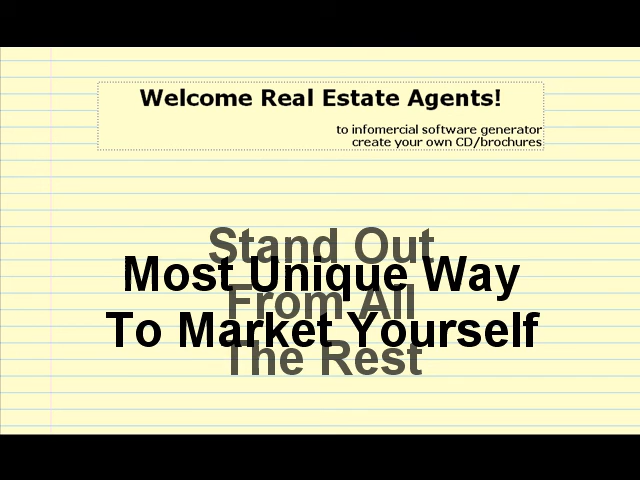 Welcome Real Estate Agents!
to infomercial software generator
create your own CD/brochures
Stand Out
Most Unique Way
From All
To Market Yourself
The Rest